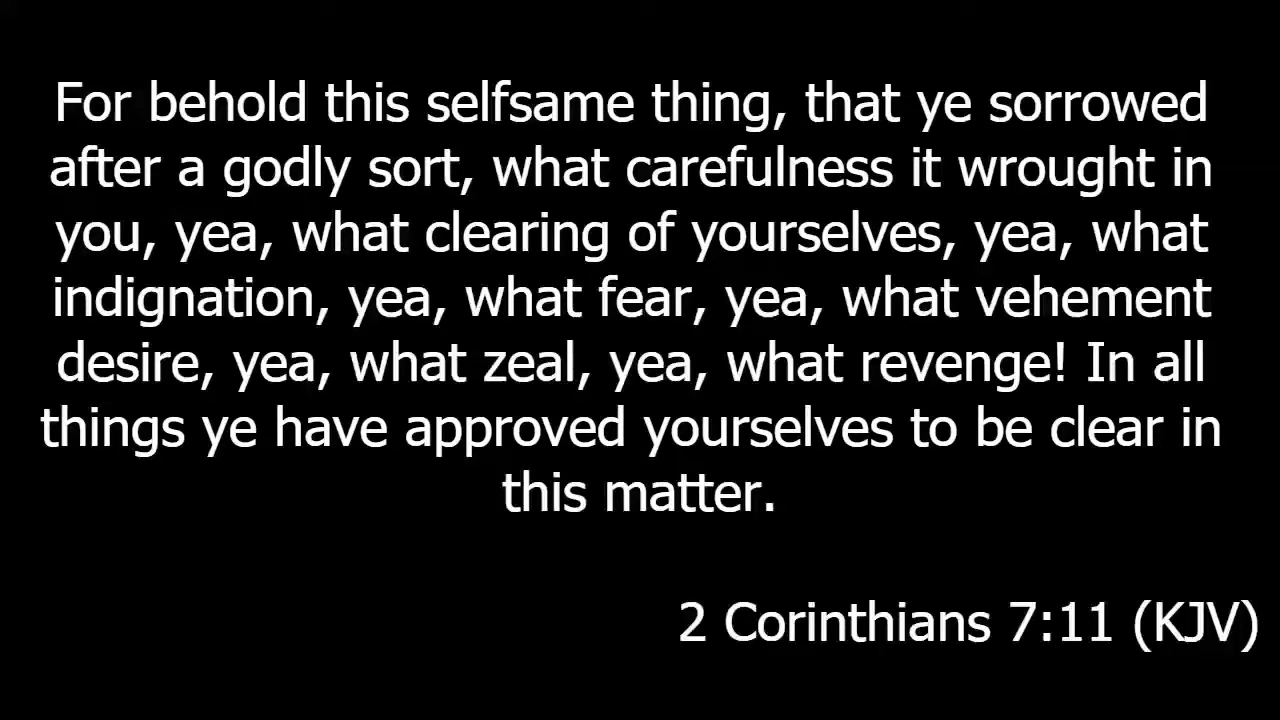 For behold this selfsame thing, that ye sorrowed
after a godly sort, what carefulness it wrought in
you, yea, what clearing of yourselves, yea, what
indignation, yea, what fear, yea, what vehement
desire, yea, what zeal, yea, what revenge! In all
things ye have approved yourselves to be clear in
this matter.
2 Corinthians 7:11 (KJV)